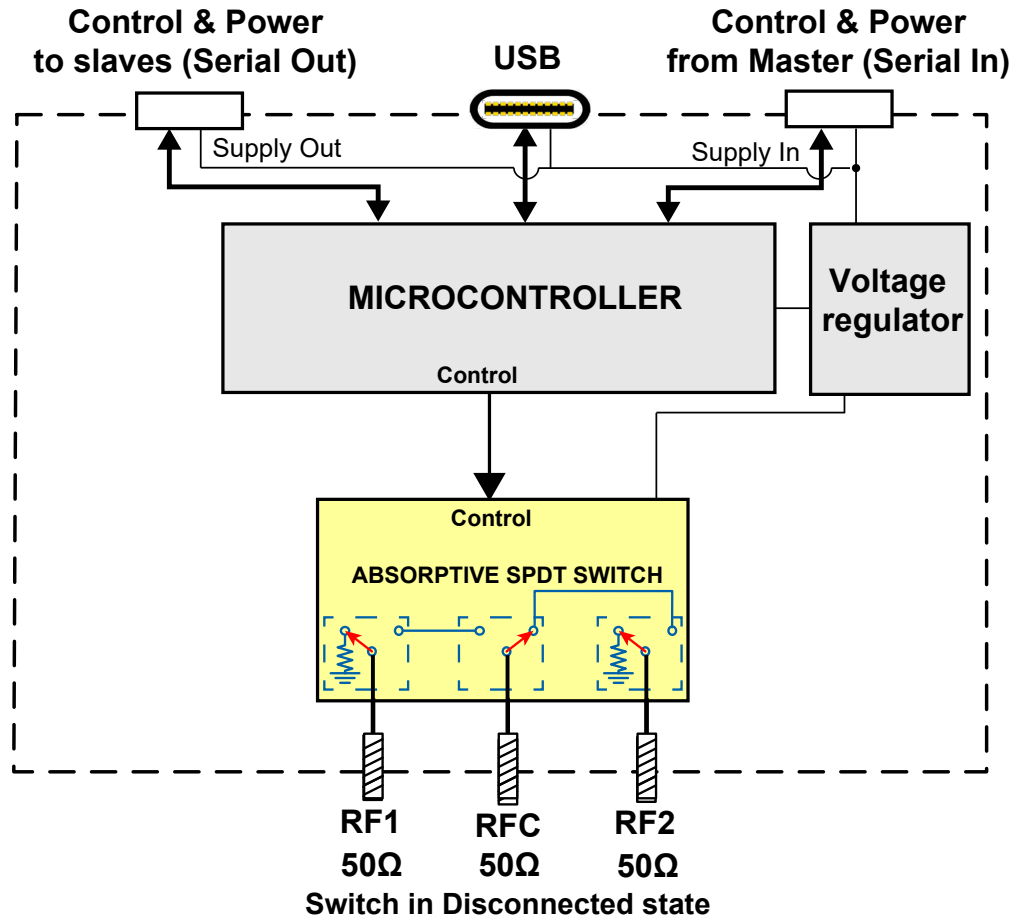 Control & Power
to slaves (Serial Out)
USB
Control & Power
from Master (Serial In)
Supply Out
Supply In
MICROCONTROLLER
Control
Voltage
regulator
Control
ABSORPTIVE SPDT SWITCH
RF1
RFC
RF2
50Ω
50Ω
50Ω
Switch in Disconnected state